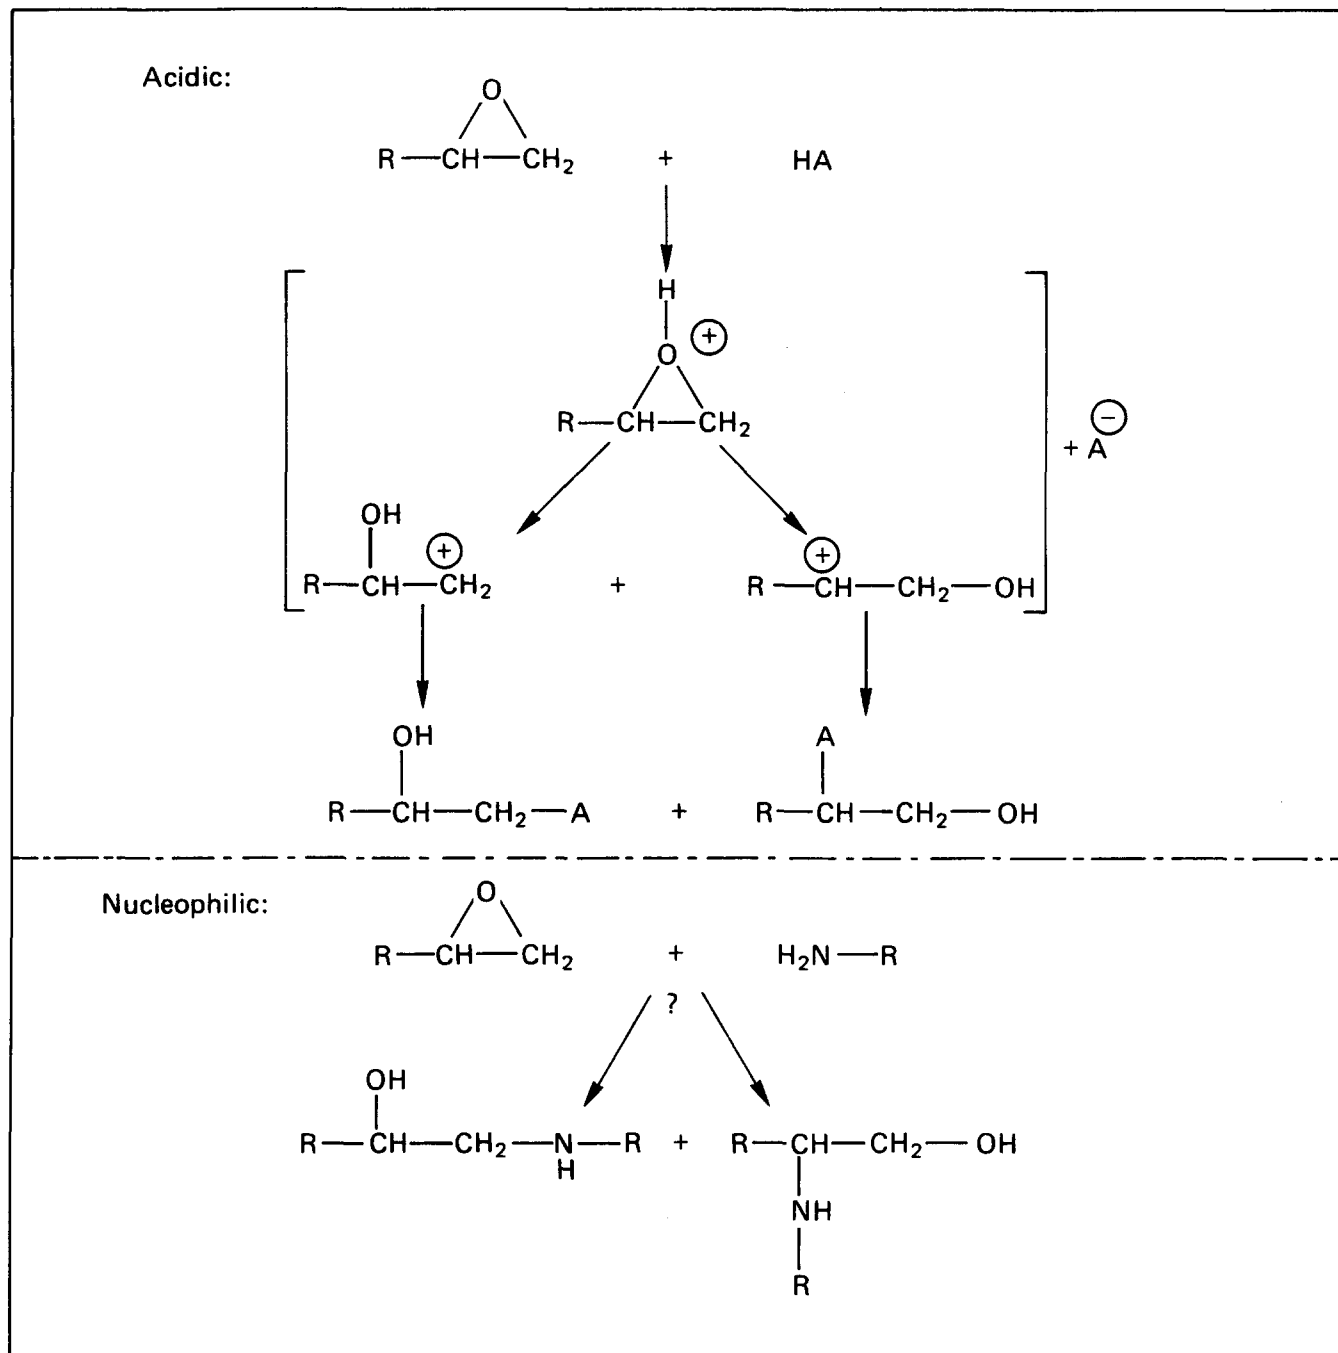 Acidic:
O
R—CH—CH₂ + HA
H
O ⊕
R—CH—CH₂
+ A⊖
OH
⊕ ⊕
R—CH—CH₂ + R—CH—CH₂—OH
OH A
R—CH—CH₂—A + R—CH—CH₂—OH
Nucleophilic:
O
R—CH—CH₂ + H₂N—R
?
OH
R—CH—CH₂—N—R + R—CH—CH₂—OH
H
NH
R